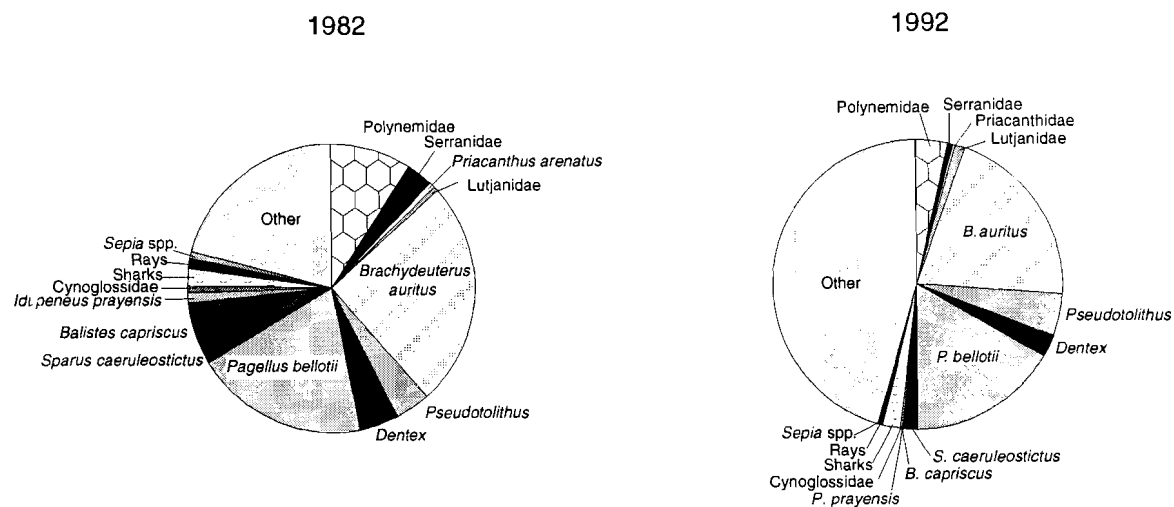 1982
Polynemidae
Serranidae
Priacanthus arenatus
Lutjanidae
Other
Sepia spp.
Rays
Sharks
Cynoglossidae
prayensis
Brachydeuterus
auritus
Balistes capriscus
Sparus caeruleostictus
Pagellus bellotii
Pseudotolithus
Dentex
1992
Polynemidae
Serranidae
Priacanthidae
Lutjanidae
B. auritus
Other
Pseudotolithus
Dentex
P. bellotii
Sepia spp.
Rays
Sharks
Cynoglossidae
P. prayensis
S. caeruleostictus
B. capriscus